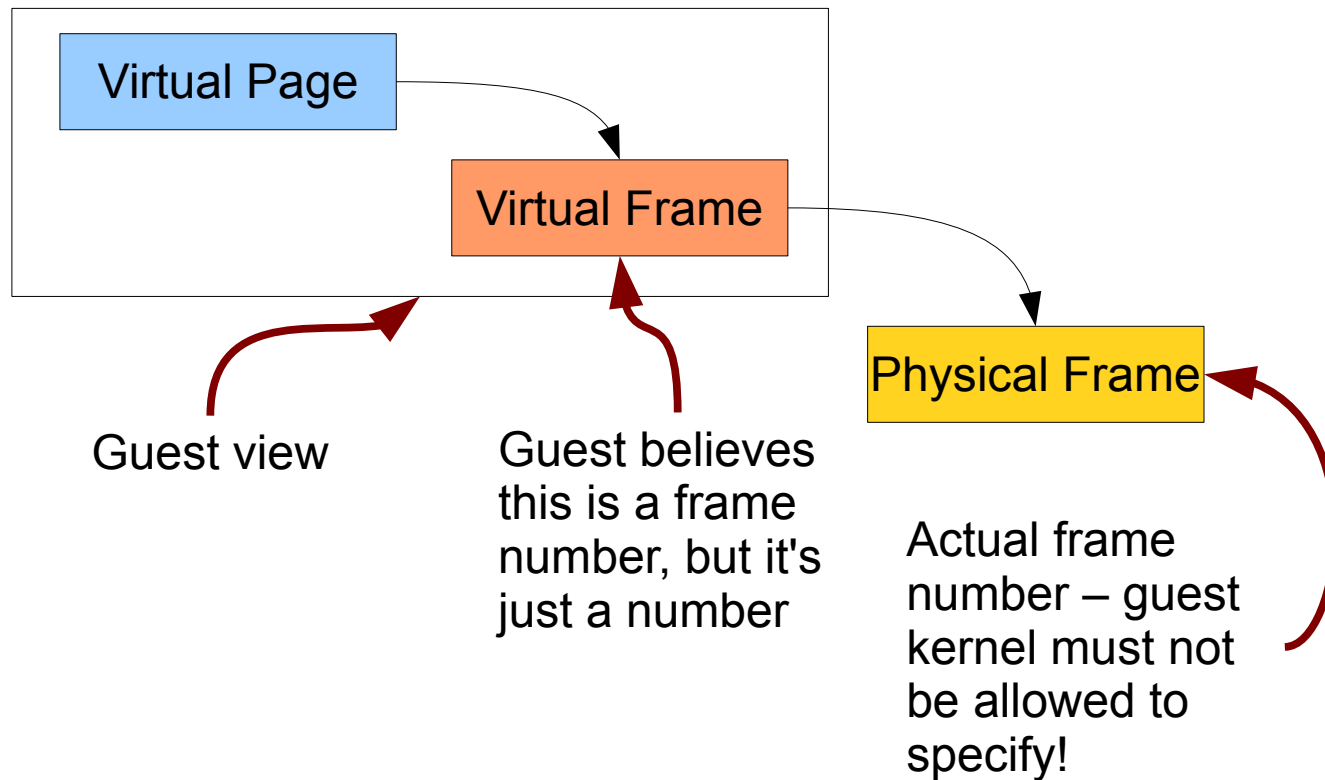 Virtual Page
Virtual Frame
Physical Frame
Guest view
Guest believes
this is a frame
number, but it's
just a number
Actual frame
number – guest
kernel must not
be allowed to
specify!